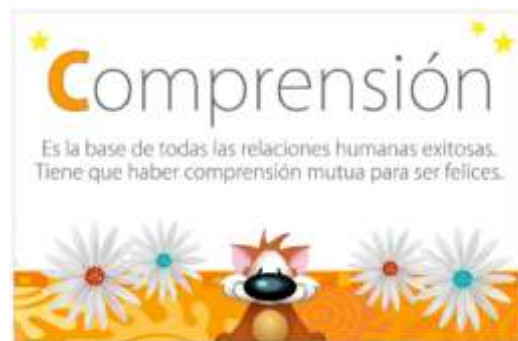 Comprensión
Es la base de todas las relaciones humanas exitosas.
Tiene que haber comprensión mutua para ser felices.